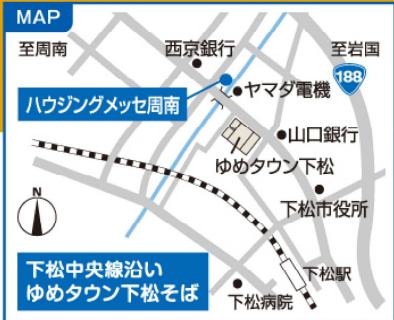 MAP
至周南
西京銀行
至岩国
188
ヤマダ電機
ハウジングメッセ周南
山口銀行
ゆめタウン下松
下松市役所
N
下松中央線沿い
ゆめタウン下松そば
下松駅
下松病院